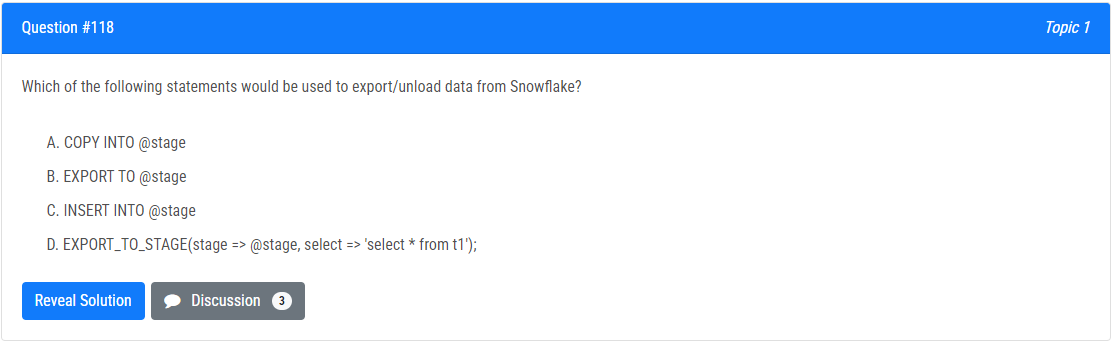 Question #118 Topic 1
Which of the following statements would be used to export/unload data from Snowflake?
A. COPY INTO @stage
B. EXPORT TO @stage
C. INSERT INTO @stage
D. EXPORT_TO_STAGE(stage => @stage, select => 'select * from t1');
Reveal Solution Discussion 3